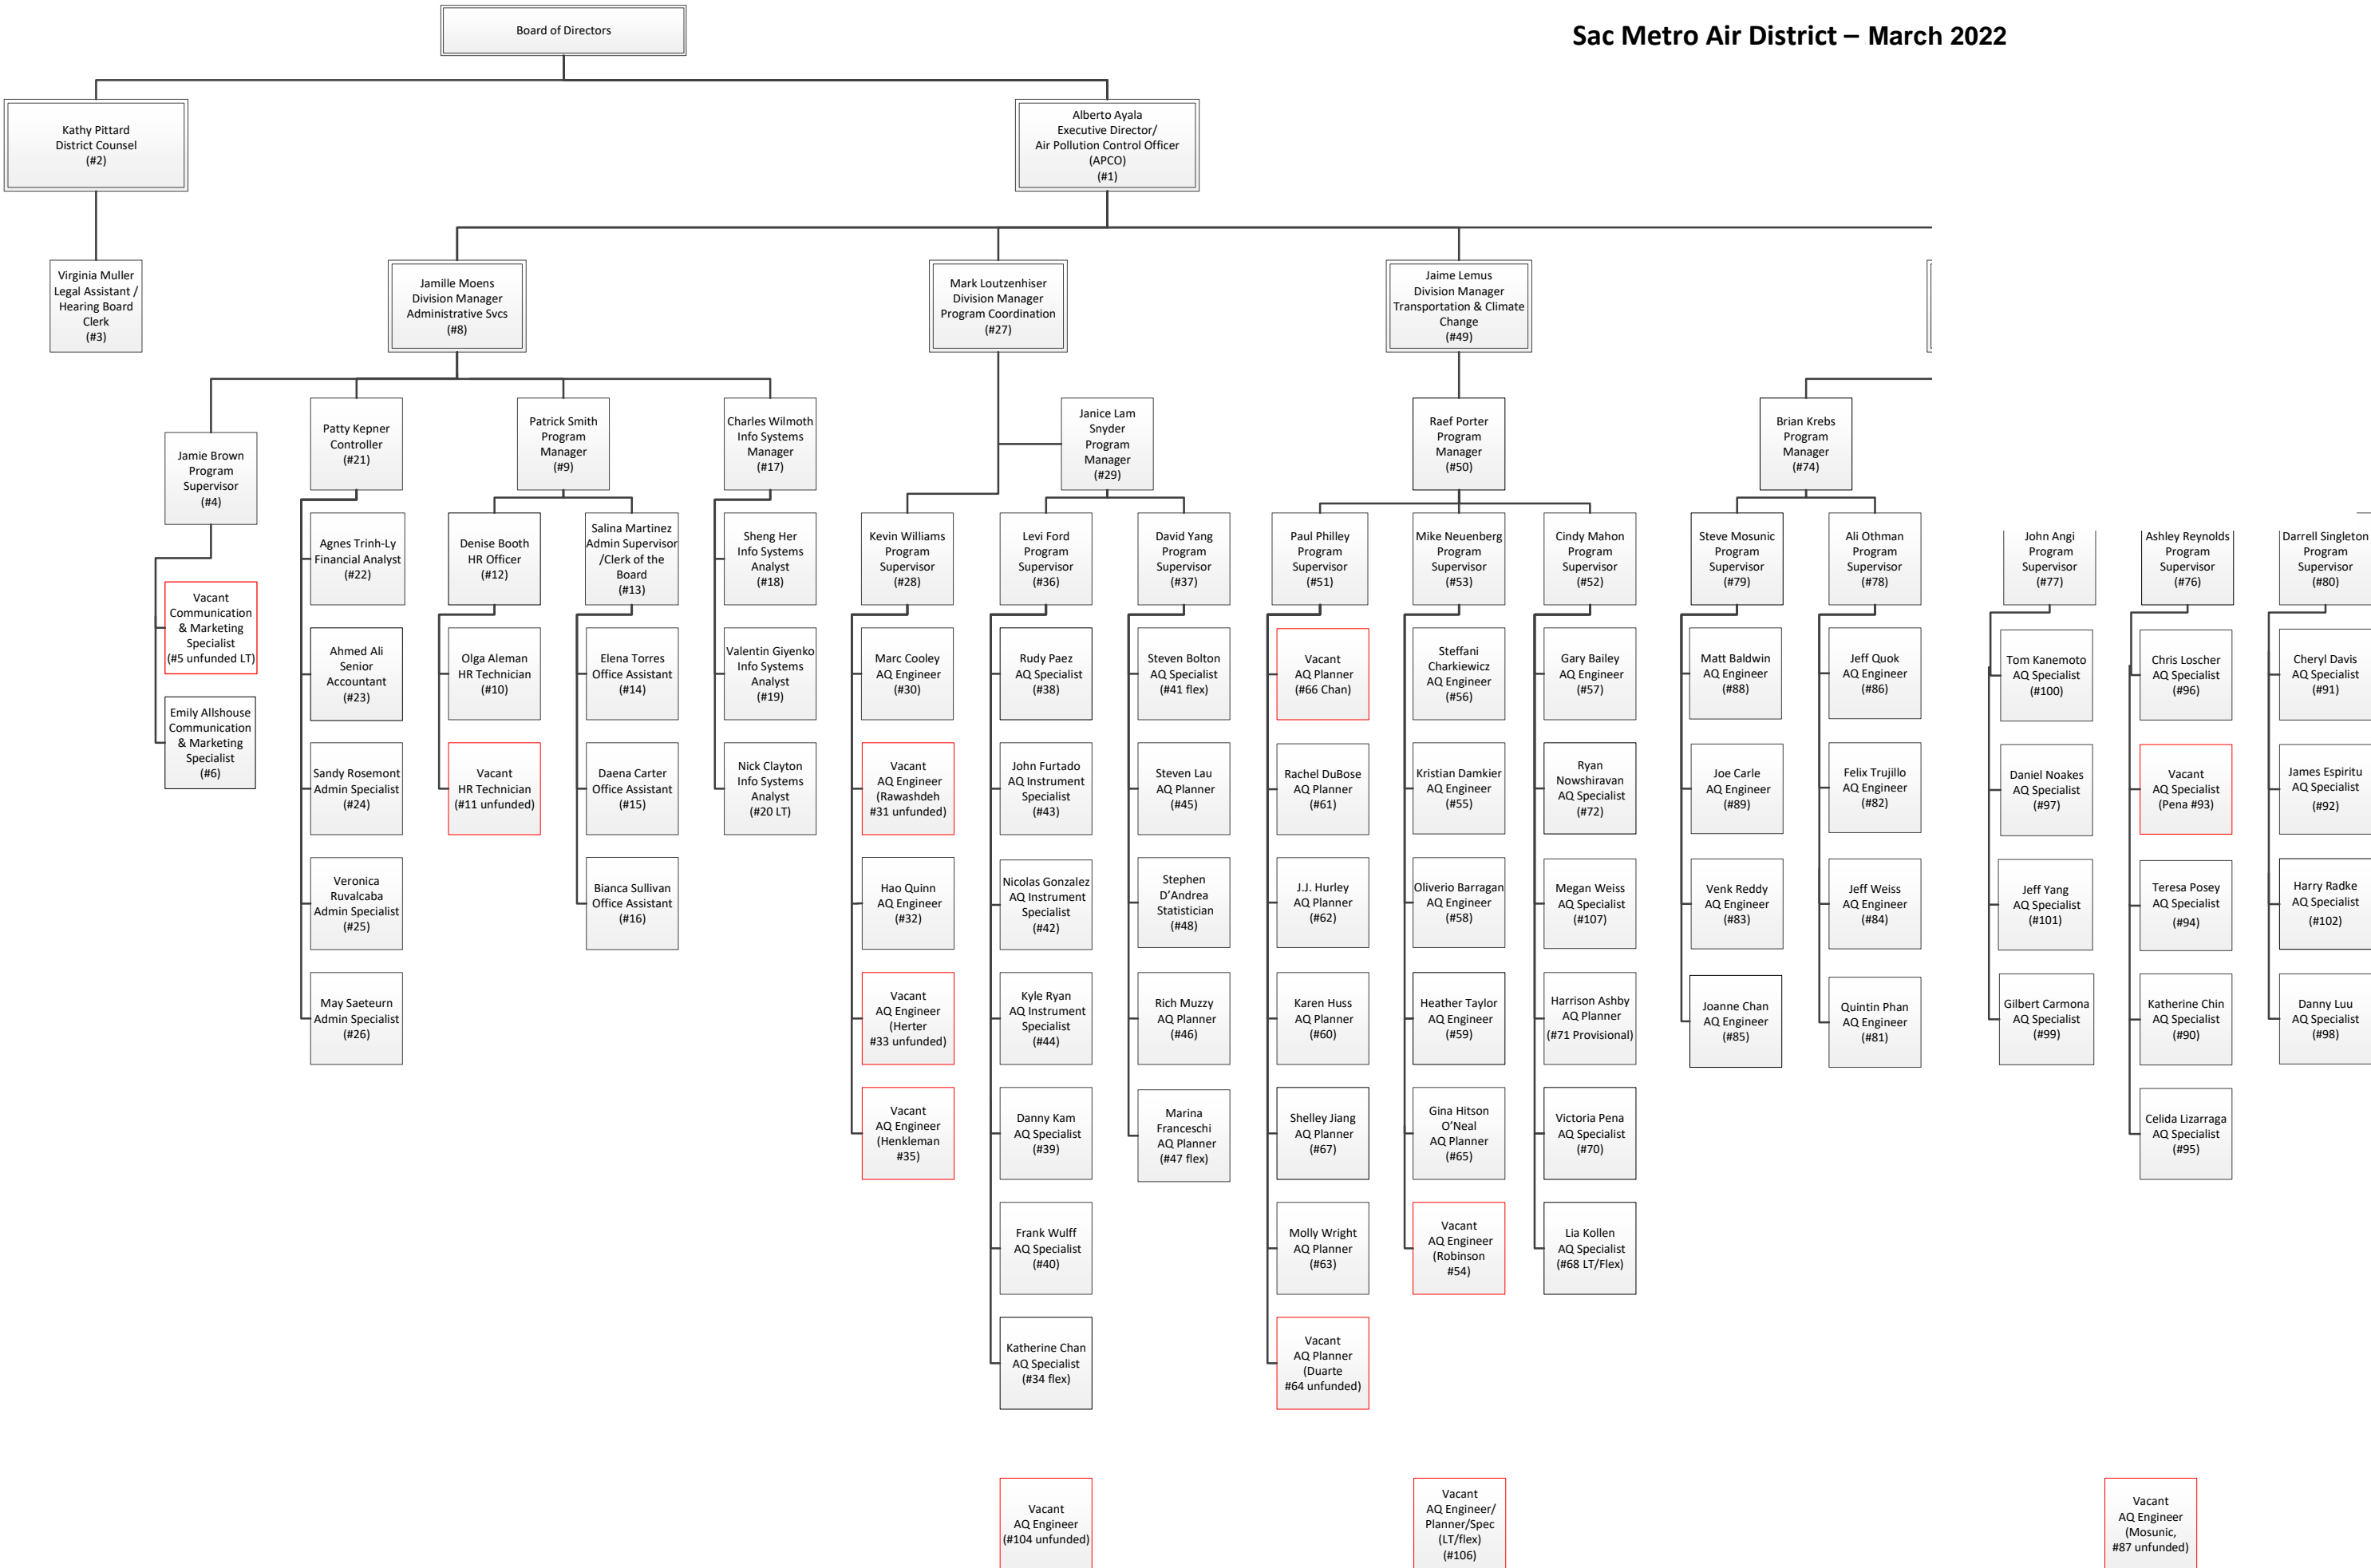 Sac Metro Air District – March 2022
Board of Directors
Kathy Pittard
District Counsel
(#2)
Alberto Ayala
Executive Director/
Air Pollution Control Officer
(APCO)
(#1)
Virginia Muller
Legal Assistant /
Hearing Board
Clerk
(#3)
Jamille Moens
Division Manager
Administrative Svcs
(#8)
Mark Loutzenhiser
Division Manager
Program Coordination
(#27)
Jaime Lemus
Division Manager
Transportation & Climate
Change
(#49)
Jamie Brown
Program
Supervisor
(#4)
Patty Kepner
Controller
(#21)
Patrick Smith
Program
Manager
(#9)
Charles Wilmoth
Info Systems
Manager
(#17)
Janice Lam
Snyder
Program
Manager
(#29)
Raef Porter
Program
Manager
(#50)
Brian Krebs
Program
Manager
(#74)
Vacant
Communication
& Marketing
Specialist
(#5 unfunded LT)
Emily Allshouse
Communication
& Marketing
Specialist
(#6)
Agnes Trinh-Ly
Financial Analyst
(#22)
Ahmed Ali
Senior
Accountant
(#23)
Sandy Rosemont
Admin Specialist
(#24)
Veronica
Ruvalcaba
Admin Specialist
(#25)
May Saeteurn
Admin Specialist
(#26)
Denise Booth
HR Officer
(#12)
Olga Aleman
HR Technician
(#10)
Vacant
HR Technician
(#11 unfunded)
Salina Martinez
Admin Supervisor
/Clerk of the
Board
(#13)
Elena Torres
Office Assistant
(#14)
Daena Carter
Office Assistant
(#15)
Bianca Sullivan
Office Assistant
(#16)
Sheng Her
Info Systems
Analyst
(#18)
Valentin Giyenko
Info Systems
Analyst
(#19)
Nick Clayton
Info Systems
Analyst
(#20 LT)
Kevin Williams
Program
Supervisor
(#28)
Marc Cooley
AQ Engineer
(#30)
Vacant
AQ Engineer
(Rawashdeh
#31 unfunded)
Hao Quinn
AQ Engineer
(#32)
Vacant
AQ Engineer
(Herter
#33 unfunded)
Vacant
AQ Engineer
(Henkleman
#35)
Levi Ford
Program
Supervisor
(#36)
Rudy Paez
AQ Specialist
(#38)
John Furtado
AQ Instrument
Specialist
(#43)
Nicolas Gonzalez
AQ Instrument
Specialist
(#42)
Kyle Ryan
AQ Instrument
Specialist
(#44)
Danny Kam
AQ Specialist
(#39)
Frank Wulff
AQ Specialist
(#40)
Katherine Chan
AQ Specialist
(#34 flex)
David Yang
Program
Supervisor
(#37)
Steven Bolton
AQ Specialist
(#41 flex)
Steven Lau
AQ Planner
(#45)
Stephen
D’Andrea
Statistician
(#48)
Rich Muzzy
AQ Planner
(#46)
Marina
Franceschi
AQ Planner
(#47 flex)
Paul Philley
Program
Supervisor
(#51)
Vacant
AQ Planner
(#66 Chan)
Rachel DuBose
AQ Planner
(#61)
J.J. Hurley
AQ Planner
(#62)
Karen Huss
AQ Planner
(#60)
Shelley Jiang
AQ Planner
(#67)
Molly Wright
AQ Planner
(#63)
Vacant
AQ Planner
(Duarte
#64 unfunded)
Mike Neuenberg
Program
Supervisor
(#53)
Steffani
Charkiewicz
AQ Engineer
(#56)
Kristian Damkier
AQ Engineer
(#55)
Oliverio Barragan
AQ Engineer
(#58)
Heather Taylor
AQ Engineer
(#59)
Gina Hitson
O’Neal
AQ Planner
(#65)
Vacant
AQ Engineer
(Robinson
#54)
Cindy Mahon
Program
Supervisor
(#52)
Gary Bailey
AQ Engineer
(#57)
Ryan
Nowshiravan
AQ Specialist
(#72)
Megan Weiss
AQ Specialist
(#107)
Harrison Ashby
AQ Planner
(#71 Provisional)
Victoria Pena
AQ Specialist
(#70)
Lia Kollen
AQ Specialist
(#68 LT/Flex)
Steve Mosunic
Program
Supervisor
(#79)
Matt Baldwin
AQ Engineer
(#88)
Joe Carle
AQ Engineer
(#89)
Venk Reddy
AQ Engineer
(#83)
Joanne Chan
AQ Engineer
(#85)
Ali Othman
Program
Supervisor
(#78)
Jeff Quok
AQ Engineer
(#86)
Felix Trujillo
AQ Engineer
(#82)
Jeff Weiss
AQ Engineer
(#84)
Quintin Phan
AQ Engineer
(#81)
John Angi
Program
Supervisor
(#77)
Tom Kanemoto
AQ Specialist
(#100)
Daniel Noakes
AQ Specialist
(#97)
Jeff Yang
AQ Specialist
(#101)
Gilbert Carmona
AQ Specialist
(#99)
Ashley Reynolds
Program
Supervisor
(#76)
Chris Loscher
AQ Specialist
(#96)
Vacant
AQ Specialist
(Pena #93)
Teresa Posey
AQ Specialist
(#94)
Katherine Chin
AQ Specialist
(#90)
Celida Lizarraga
AQ Specialist
(#95)
Darrell Singleton
Program
Supervisor
(#80)
Cheryl Davis
AQ Specialist
(#91)
James Espiritu
AQ Specialist
(#92)
Harry Radke
AQ Specialist
(#102)
Danny Luu
AQ Specialist
(#98)
Vacant
AQ Engineer
(#104 unfunded)
Vacant
AQ Engineer/
Planner/Spec
(LT/flex)
(#106)
Vacant
AQ Engineer
(Mosunic,
#87 unfunded)